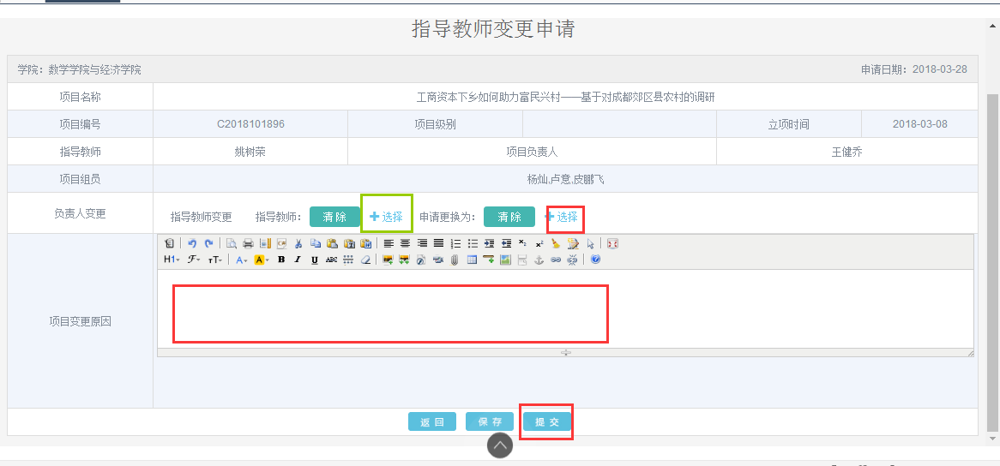 指导教师变更申请
学院：数学学院与经济学院 申请日期：2018-03-28
项目名称 工商资本下乡如何助力富民兴村——基于对成都郊区县农村的调研
项目编号 C2018101896 项目级别 立项时间 2018-03-08
指导教师 姚树荣 项目负责人 王健乔
项目组员 杨灿,卢意,皮鹏飞
负责人变更 指导教师变更 指导教师： 清除 选择 申请更换为： 清除 选择
H1 F тT A A B I U ABC
项目变更原因
返回 保存 提交